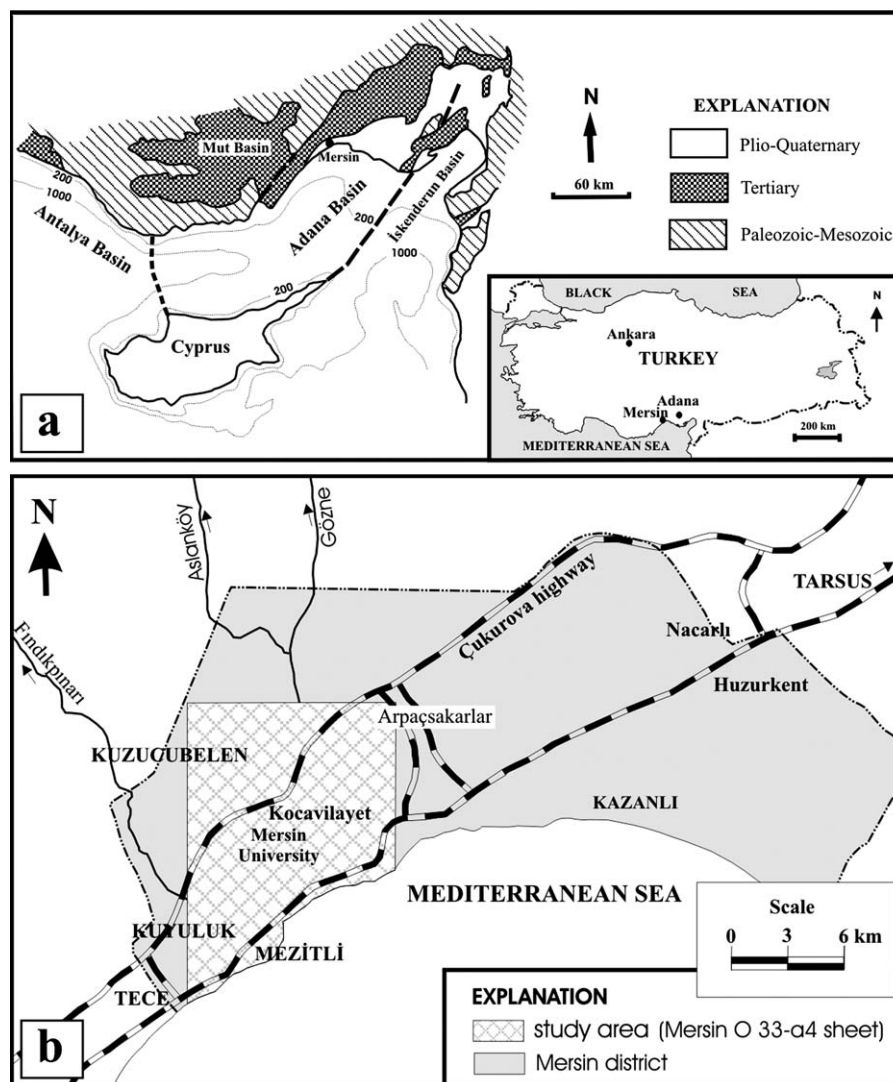 Mut Basin
Mersin
200
1000
Antalya Basin
Adana Basin
200
İskenderun Basin
1000
200
Cyprus
a
N
60 km
EXPLANATION
Plio-Quaternary
Tertiary
Paleozoic-Mesozoic
BLACK SEA
N
Ankara
TURKEY
Adana
Mersin
MEDITERRANEAN SEA
200 km
N
Aslanköy
Gözne
Fındıkpınarı
Çukurova highway
TARSUS
Nacarlı
Huzurkent
Arpaçsakarlar
KUZUCUBELEN
KAZANLI
Kocavilayet
Mersin
University
MEDITERRANEAN SEA
KUYULUK
MEZİTLİ
TECE
Scale
0 3 6 km
EXPLANATION
study area (Mersin O 33-a4 sheet)
Mersin district
b